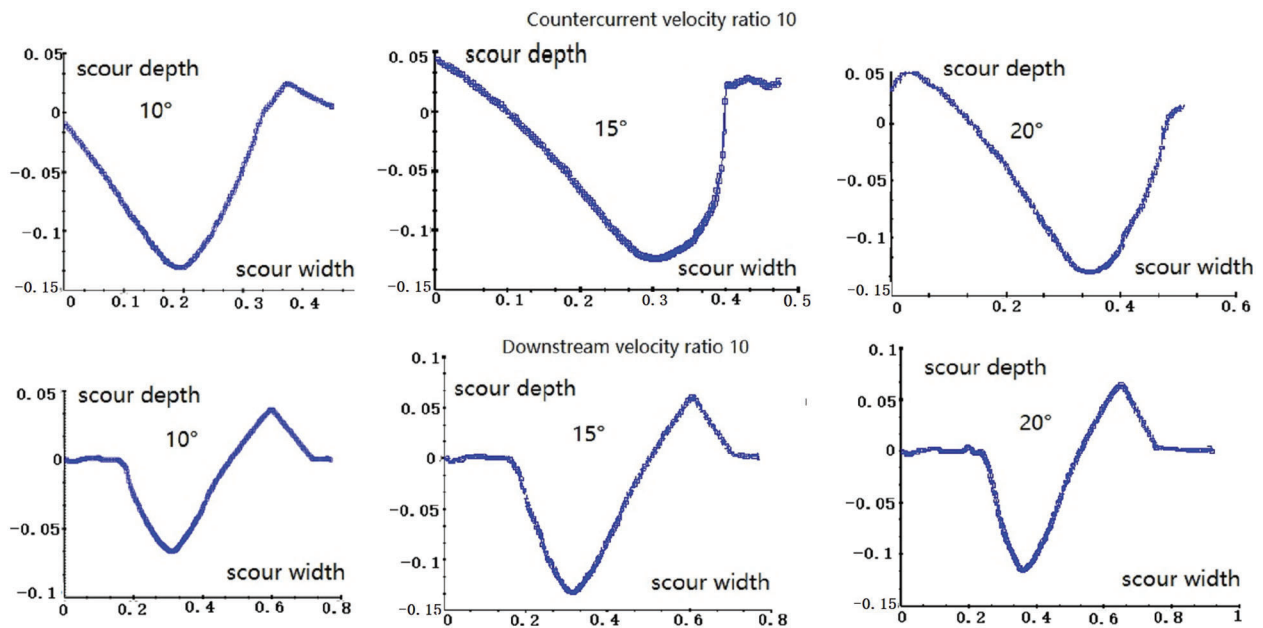 Countercurrent velocity ratio 10
0.05
scour depth
10°
0
-0.05
-0.1
-0.15
scour width
0 0.1 0.2 0.3 0.4
0.05
scour depth
15°
0
-0.05
-0.1
-0.15
scour width
0 0.1 0.2 0.3 0.4 0.5
0.05
scour depth
20°
0
-0.05
-0.1
-0.15
scour width
0 0.2 0.4 0.6
Downstream velocity ratio 10
0.05
scour depth
10°
0
-0.05
-0.1
scour width
0 0.2 0.4 0.6 0.8
0.1
scour depth
0.05
15°
0
-0.05
-0.1
-0.15
scour width
0 0.2 0.4 0.6 0.8
0.1
scour depth
0.05
20°
0
-0.05
-0.1
-0.15
scour width
0 0.2 0.4 0.6 0.8 1